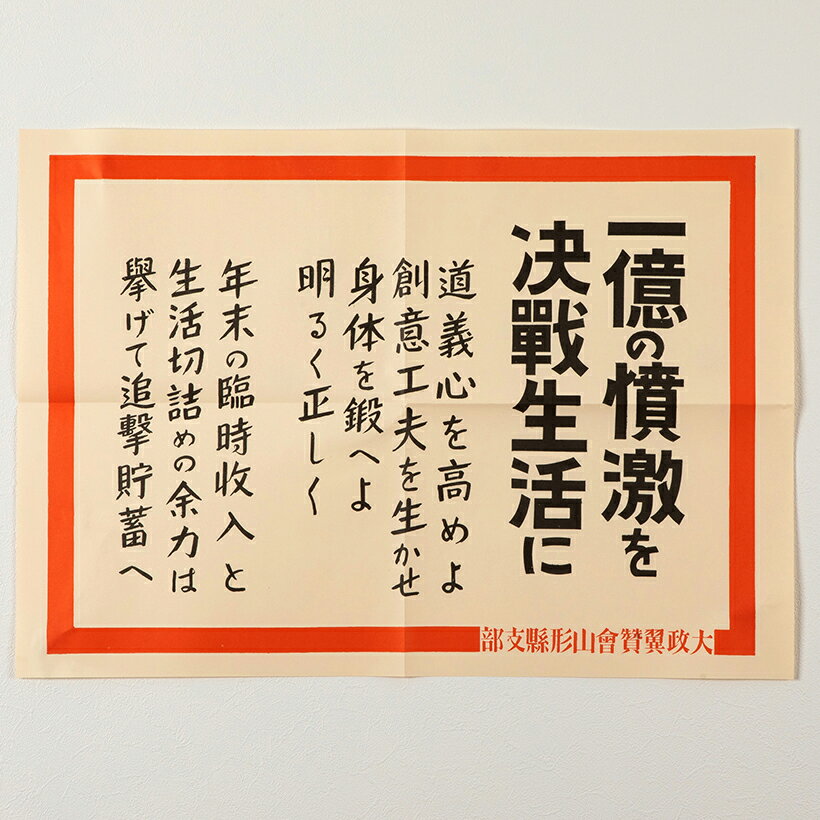 一億の憤激を
決戰生活に
道義心を高めよ
創意工夫を生かせ
身体を鍛へよ
明るく正しく
年末の臨時收入と
生活切詰めの余力は
擧げて追擊貯蓄へ
大政翼贊會山形縣支部